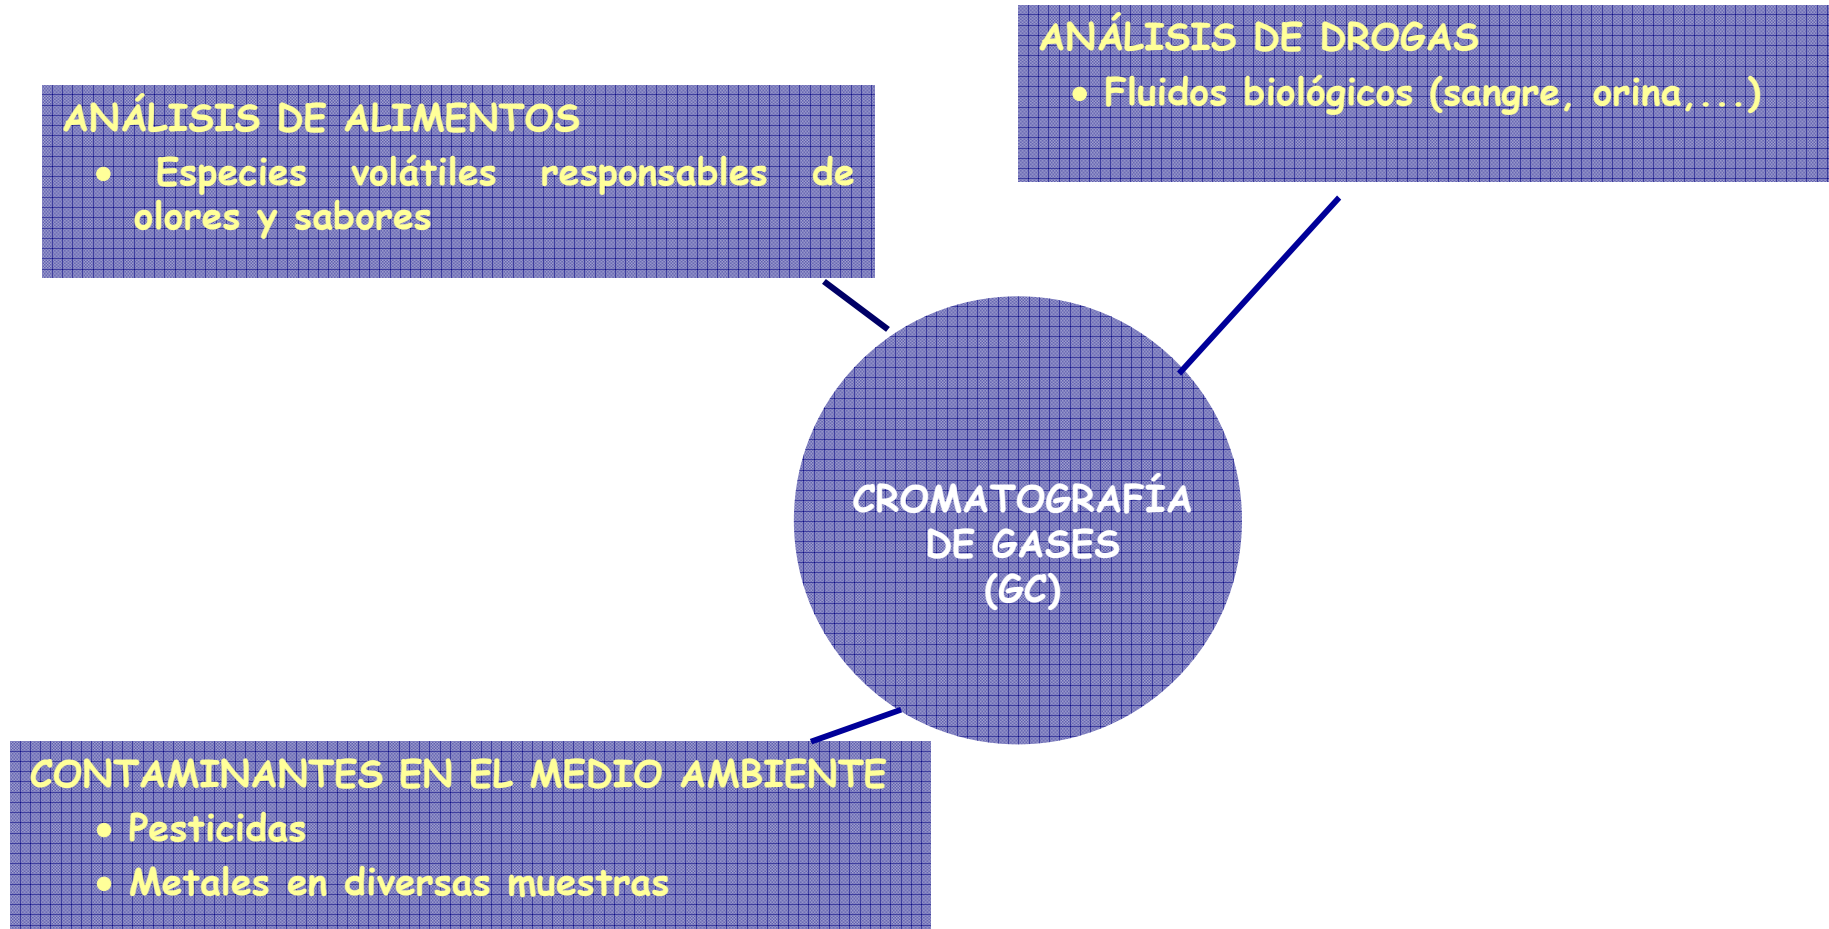 ANÁLISIS DE DROGAS
• Fluidos biológicos (sangre, orina,...)
ANÁLISIS DE ALIMENTOS
• Especies volátiles responsables de
olores y sabores
CROMATOGRAFÍA
DE GASES
(GC)
CONTAMINANTES EN EL MEDIO AMBIENTE
• Pesticidas
• Metales en diversas muestras